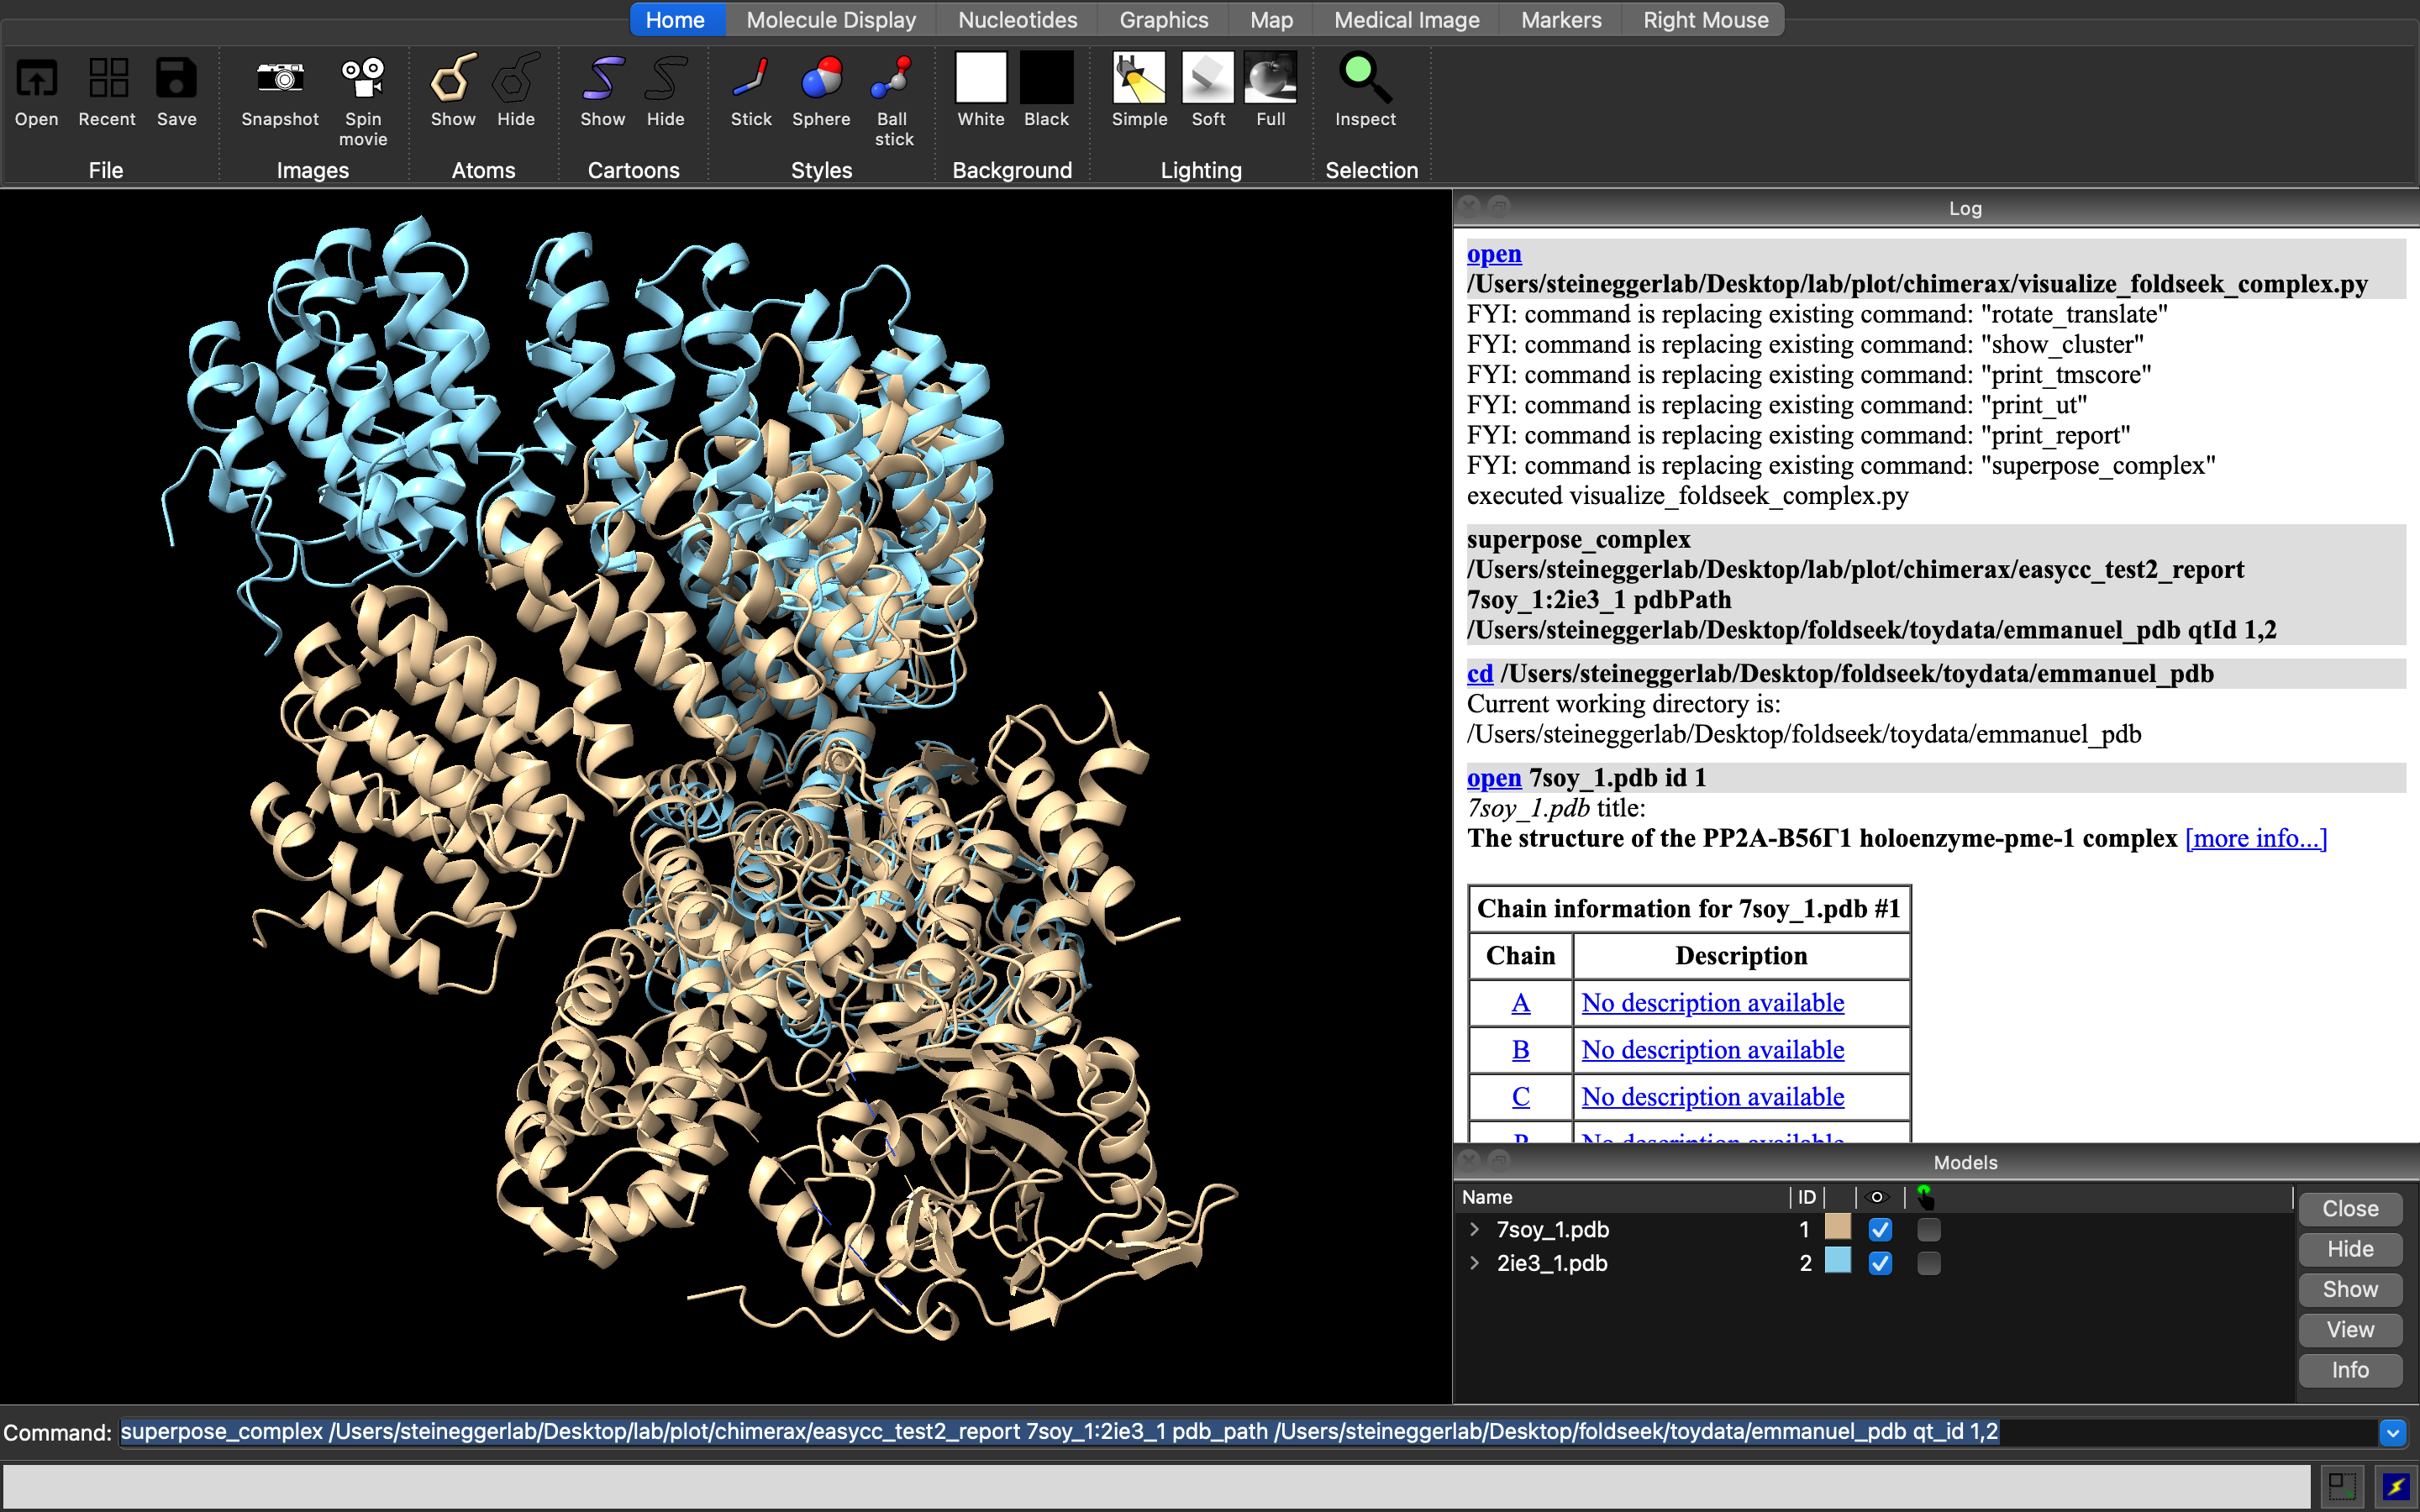 Home Molecule Display Nucleotides Graphics Map Medical Image Markers Right Mouse
Open Recent Save Snapshot Spin movie Show Hide Show Hide Stick Sphere Ball stick White Black Simple Soft Full Inspect
File Images Atoms Cartoons Styles Background Lighting Selection
Log
open
/Users/steineggerlab/Desktop/lab/plot/chimerax/visualize_foldseek_complex.py
FYI: command is replacing existing command: "rotate_translate"
FYI: command is replacing existing command: "show_cluster"
FYI: command is replacing existing command: "print_tmscore"
FYI: command is replacing existing command: "print_ut"
FYI: command is replacing existing command: "print_report"
FYI: command is replacing existing command: "superpose_complex"
executed visualize_foldseek_complex.py
superpose_complex
/Users/steineggerlab/Desktop/lab/plot/chimerax/easycc_test2_report
7soy_1:2ie3_1 pdbPath
/Users/steineggerlab/Desktop/foldseek/toydata/emmanuel_pdb qtId 1,2
cd /Users/steineggerlab/Desktop/foldseek/toydata/emmanuel_pdb
Current working directory is:
/Users/steineggerlab/Desktop/foldseek/toydata/emmanuel_pdb
open 7soy_1.pdb id 1
7soy_1.pdb title:
The structure of the PP2A-B56Γ1 holoenzyme-pme-1 complex [more info...]
Chain information for 7soy_1.pdb #1
Chain Description
A No description available
B No description available
C No description available
P No description available
Models
Name ID
7soy_1.pdb 1
2ie3_1.pdb 2
Close
Hide
Show
View
Info
Command: superpose_complex /Users/steineggerlab/Desktop/lab/plot/chimerax/easycc_test2_report 7soy_1:2ie3_1 pdb_path /Users/steineggerlab/Desktop/foldseek/toydata/emmanuel_pdb qt_id 1,2